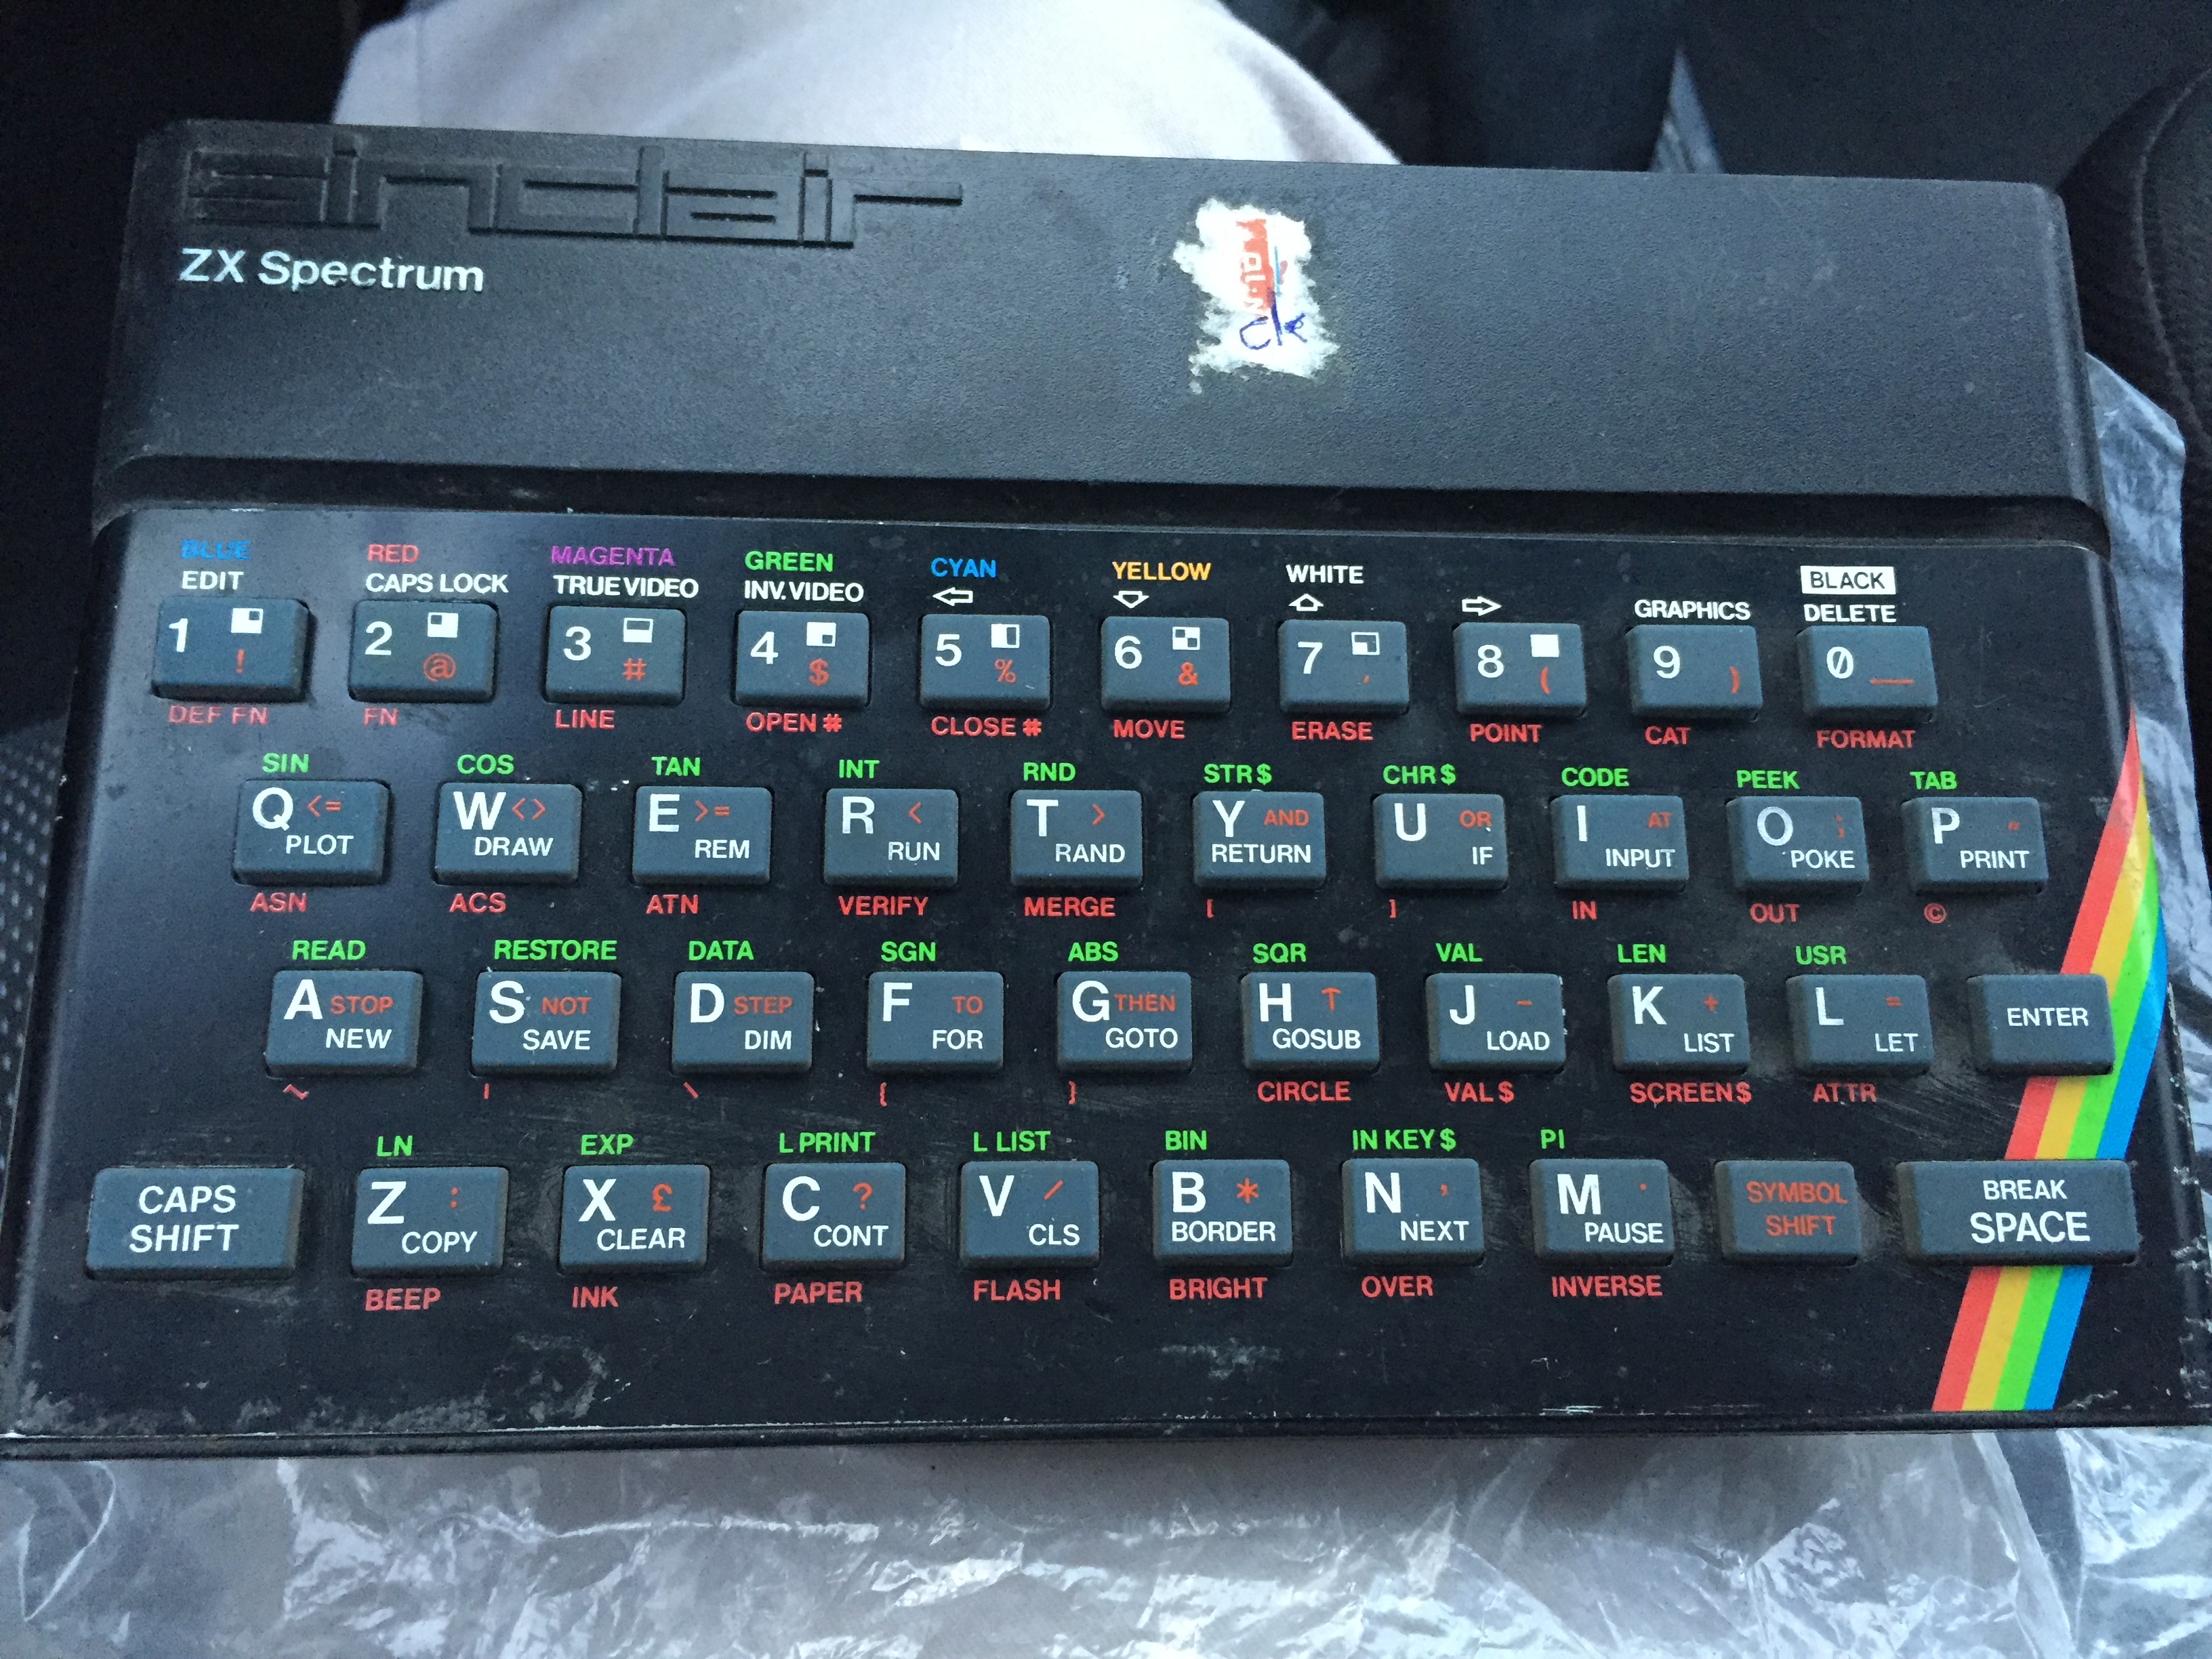 sinclair
ZX Spectrum
ck
BLUE RED MAGENTA GREEN CYAN YELLOW WHITE BLACK
EDIT CAPS LOCK TRUE VIDEO INV. VIDEO ⇦ ⇩ ⇧ ⇨ GRAPHICS DELETE
1 ! 2 @ 3 # 4 $ 5 % 6 & 7 ' 8 ( 9 ) 0 _
DEF FN FN LINE OPEN # CLOSE # MOVE ERASE POINT CAT FORMAT
SIN COS TAN INT RND STR $ CHR $ CODE PEEK TAB
Q <= W <> E >= R < T > Y AND U OR I AT O ; P "
PLOT DRAW REM RUN RAND RETURN IF INPUT POKE PRINT
ASN ACS ATN VERIFY MERGE [ ] IN OUT ©
READ RESTORE DATA SGN ABS SQR VAL LEN USR
A STOP S NOT D STEP F TO G THEN H ↑ J − K + L = ENTER
NEW SAVE DIM FOR GOTO GOSUB LOAD LIST LET
~ | \ { } CIRCLE VAL $ SCREEN $ ATTR
LN EXP L PRINT L LIST BIN IN KEY $ PI
CAPS Z : X £ C ? V / B * N , M . SYMBOL BREAK
SHIFT COPY CLEAR CONT CLS BORDER NEXT PAUSE SHIFT SPACE
BEEP INK PAPER FLASH BRIGHT OVER INVERSE